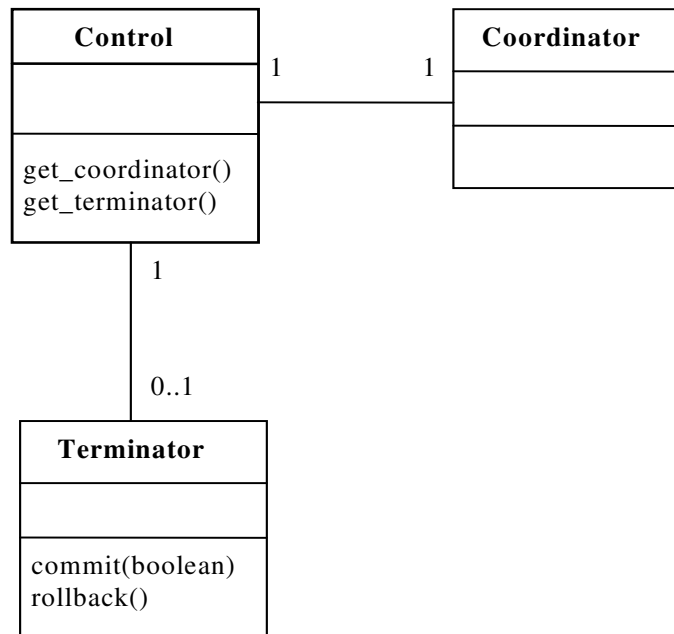 Control
Coordinator
1
1
get_coordinator()
get_terminator()
1
0..1
Terminator
commit(boolean)
rollback()